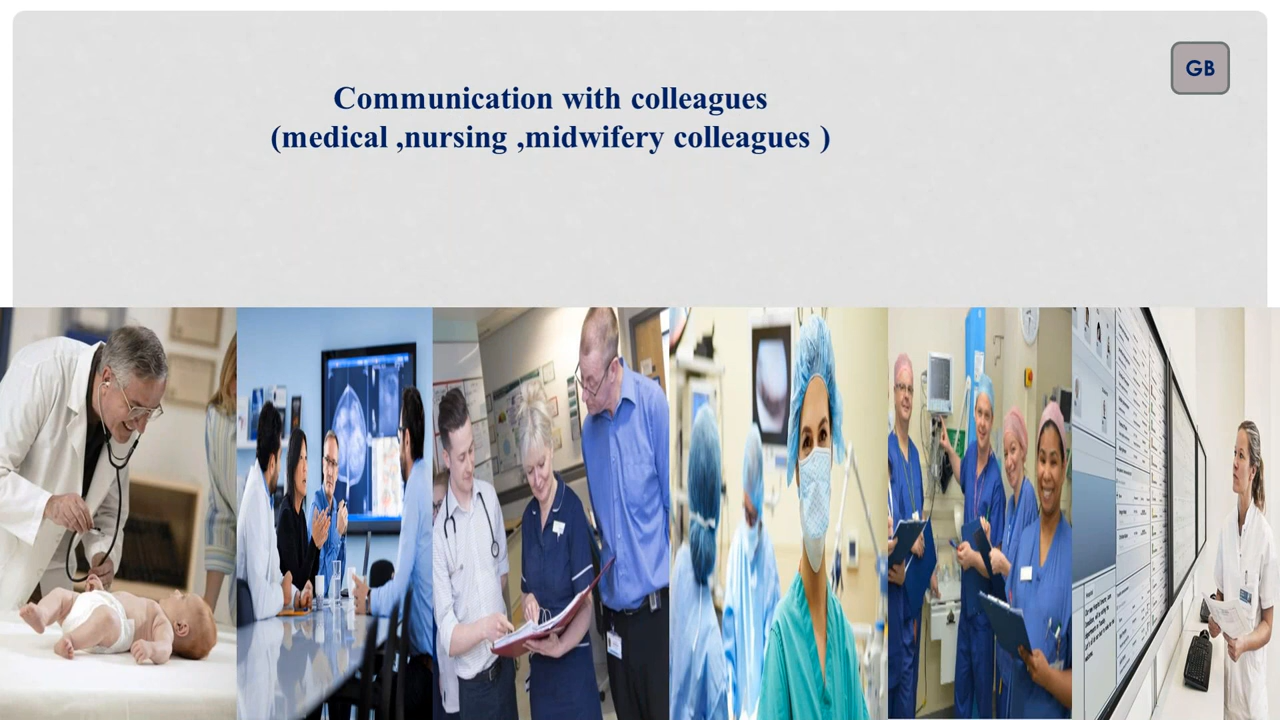 GB
Communication with colleagues
(medical ,nursing ,midwifery colleagues )